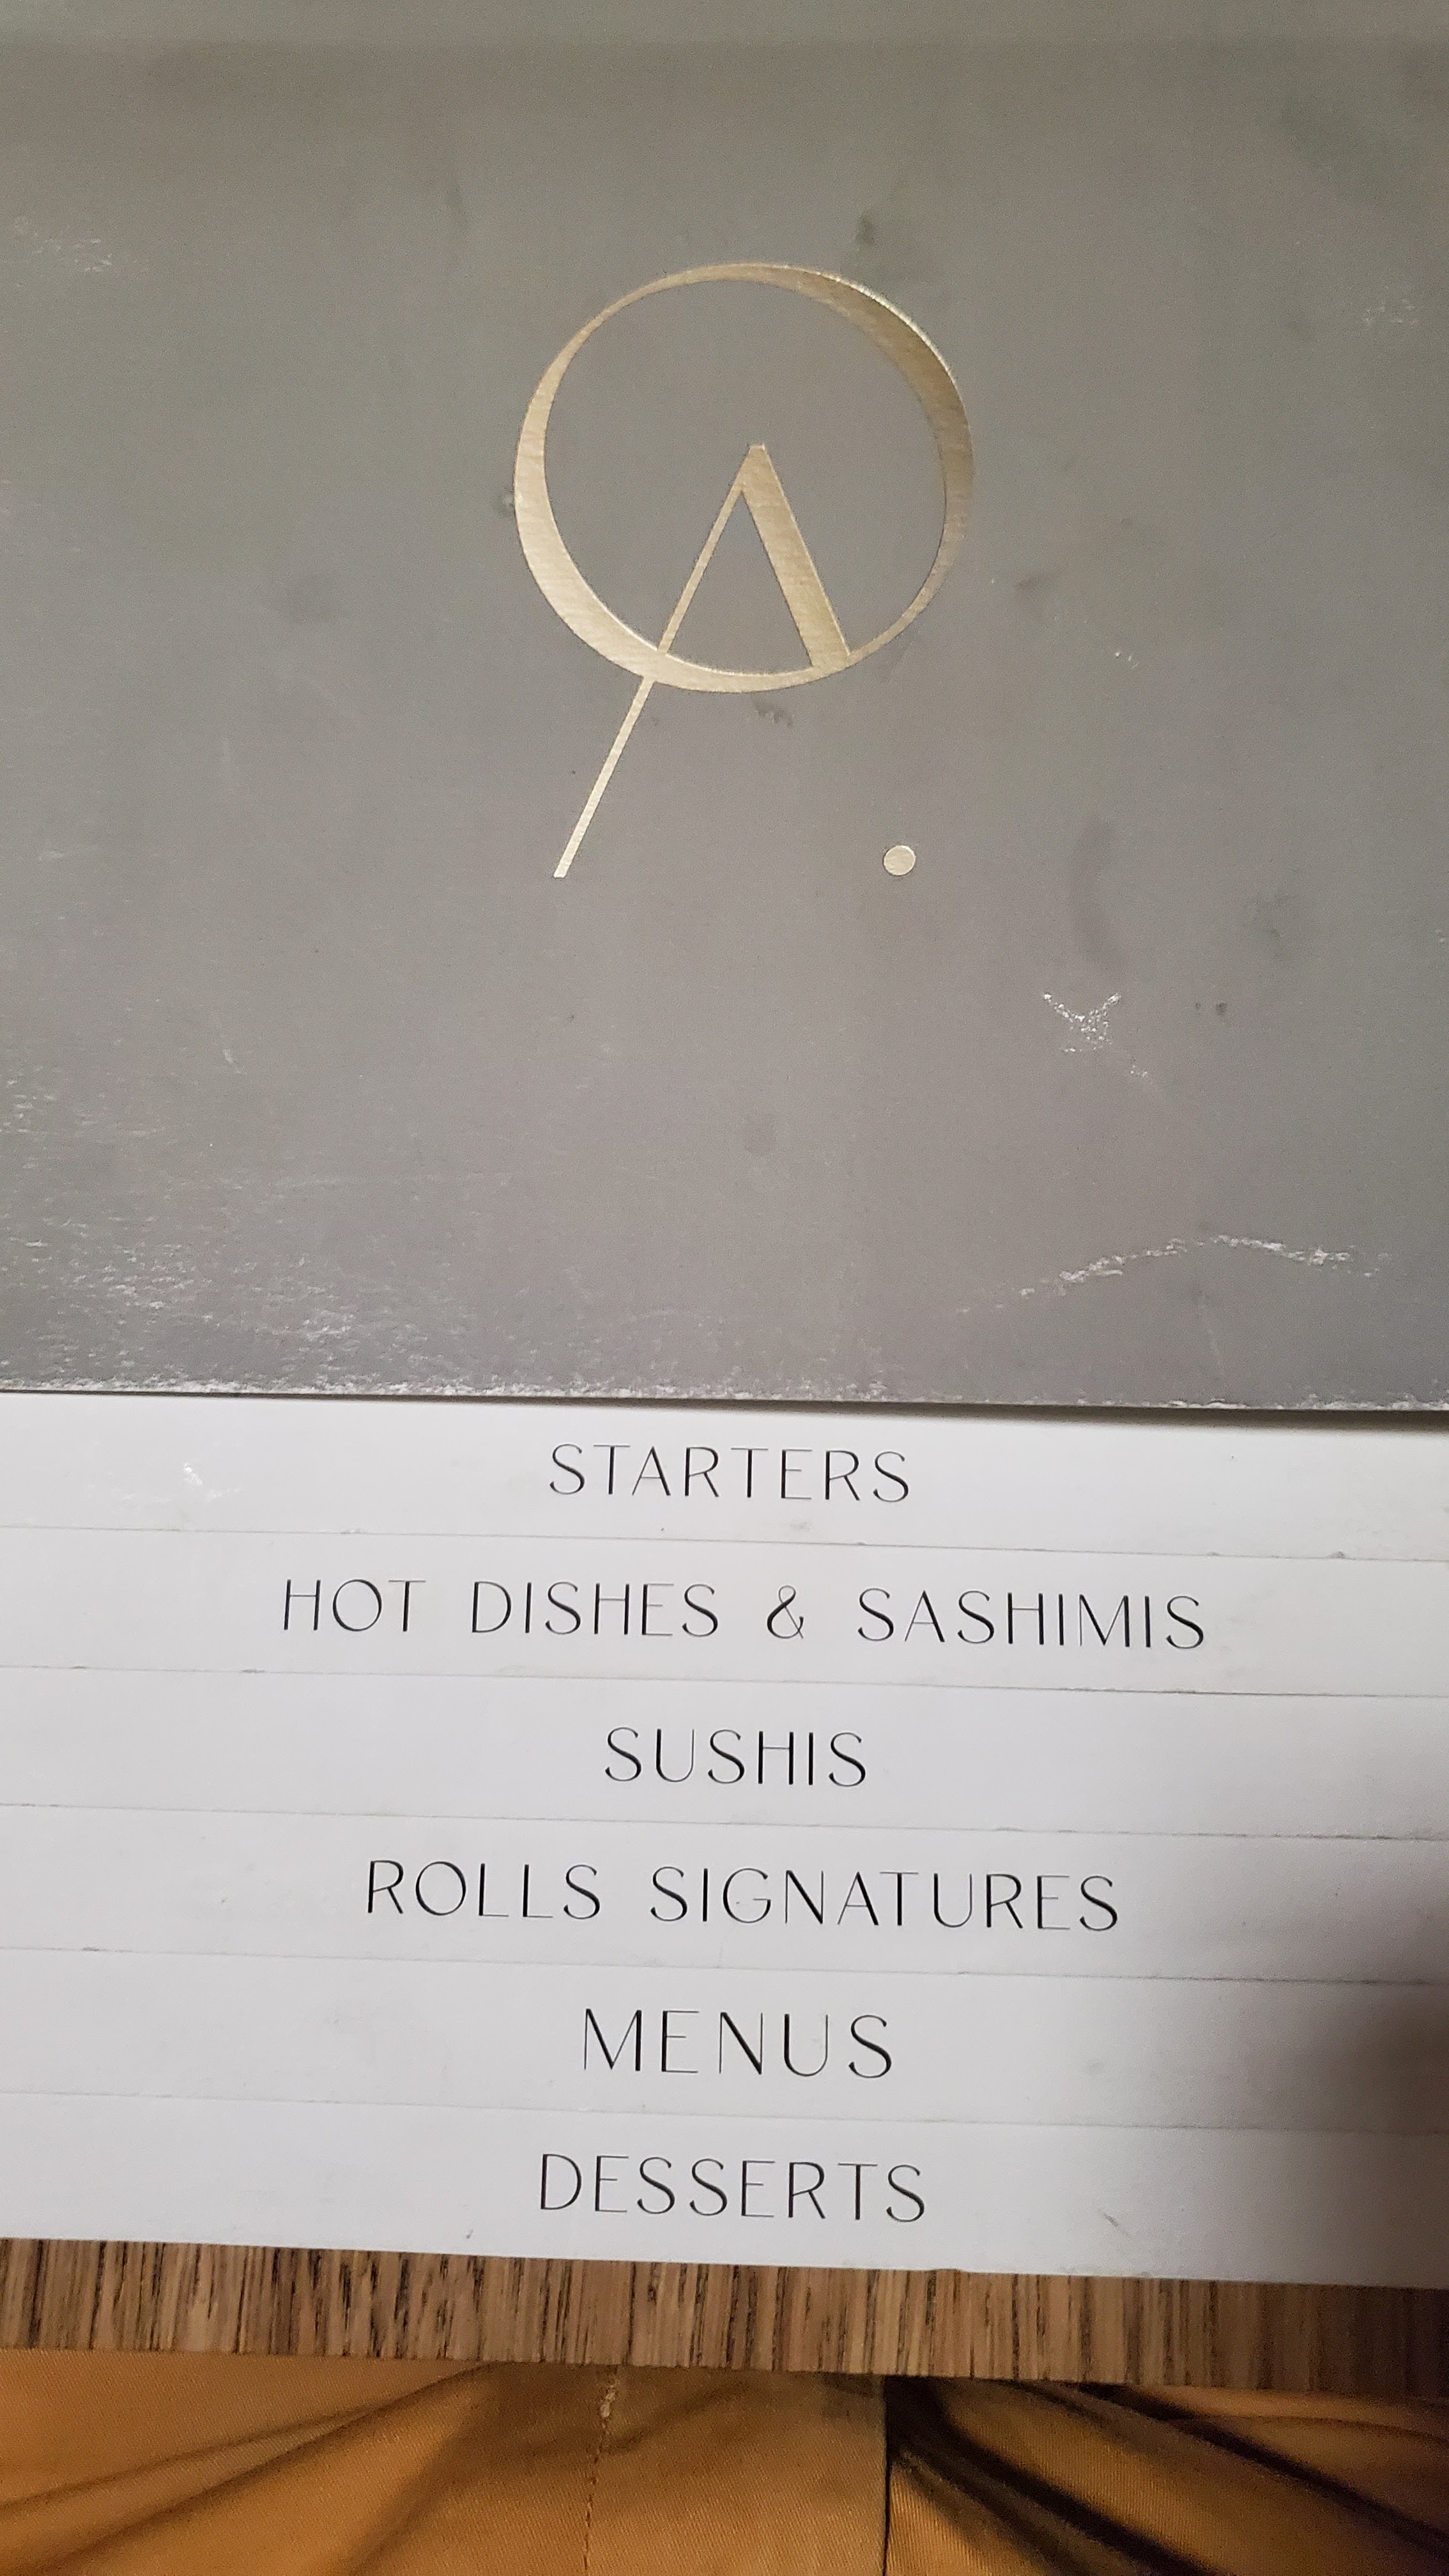 STARTERS
HOT DISHES & SASHIMIS
SUSHIS
ROLLS SIGNATURES
MENUS
DESSERTS